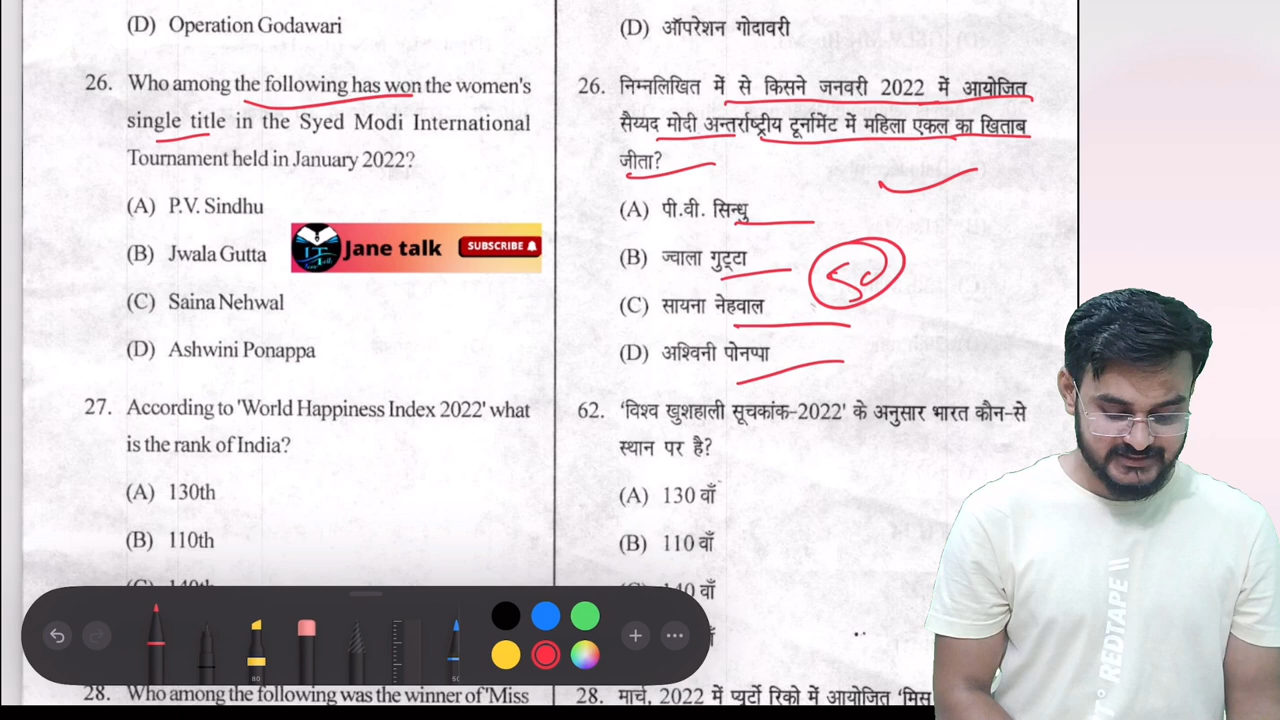 (D) Operation Godawari
26. Who among the following has won the women's
single title in the Syed Modi International
Tournament held in January 2022?
(A) P.V. Sindhu
(B) Jwala Gutta
(C) Saina Nehwal
(D) Ashwini Ponappa
27. According to 'World Happiness Index 2022' what
is the rank of India?
(A) 130th
(B) 110th
(C) 140th
28. Who among the following was the winner of 'Miss
Jane talk
SUBSCRIBE
(D) ऑपरेशन गोदावरी
26. निम्नलिखित में से किसने जनवरी 2022 में आयोजित
सैय्यद मोदी अन्तर्राष्ट्रीय टूर्नामेंट में महिला एकल का खिताब
जीता?
(A) पी.वी. सिन्धु
(B) ज्वाला गुट्टा
(C) सायना नेहवाल
(D) अश्विनी पोनप्पा
62. ‘विश्व खुशहाली सूचकांक-2022’ के अनुसार भारत कौन-से
स्थान पर है?
(A) 130 वाँ
(B) 110 वाँ
वाँ
28. मार्च, 2022 में प्यूर्टो रिको में आयोजित ‘मिस
80
50
REDTAPE